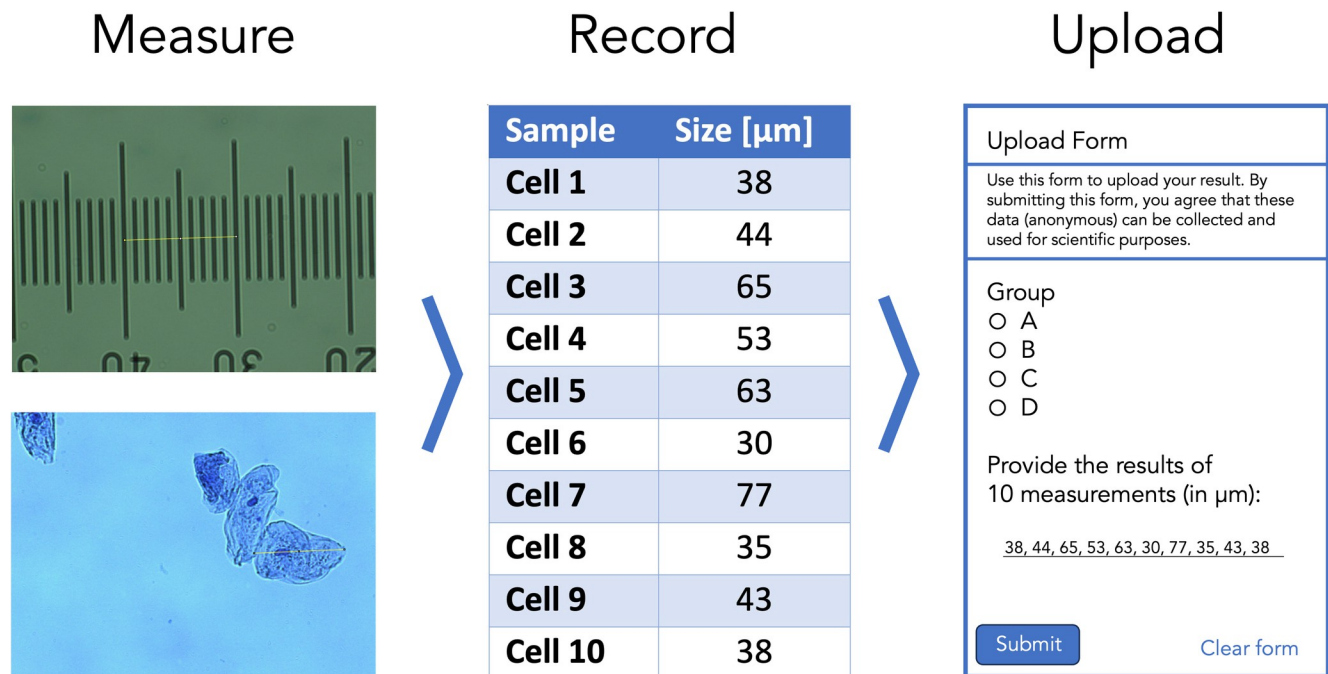 Measure
Record
Upload
40
30
20
Sample Size [µm]
Cell 1 38
Cell 2 44
Cell 3 65
Cell 4 53
Cell 5 63
Cell 6 30
Cell 7 77
Cell 8 35
Cell 9 43
Cell 10 38
Upload Form
Use this form to upload your result. By
submitting this form, you agree that these
data (anonymous) can be collected and
used for scientific purposes.
Group
A
B
C
D
Provide the results of
10 measurements (in µm):
38, 44, 65, 53, 63, 30, 77, 35, 43, 38
Submit
Clear form